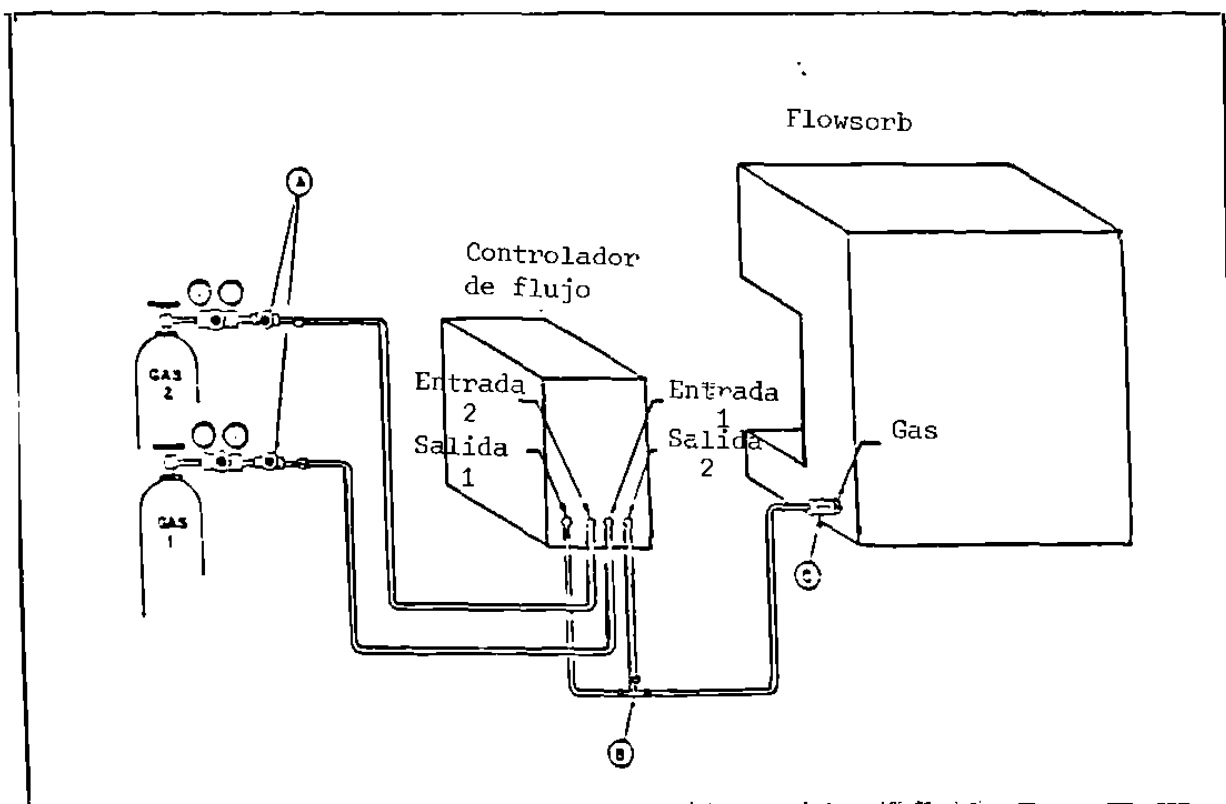 Flowsorb
A
Controlador
de flujo
GAS
2
Entrada
2
Entrada
1
Salida
1
Salida
2
Gas
GAS
1
C
B